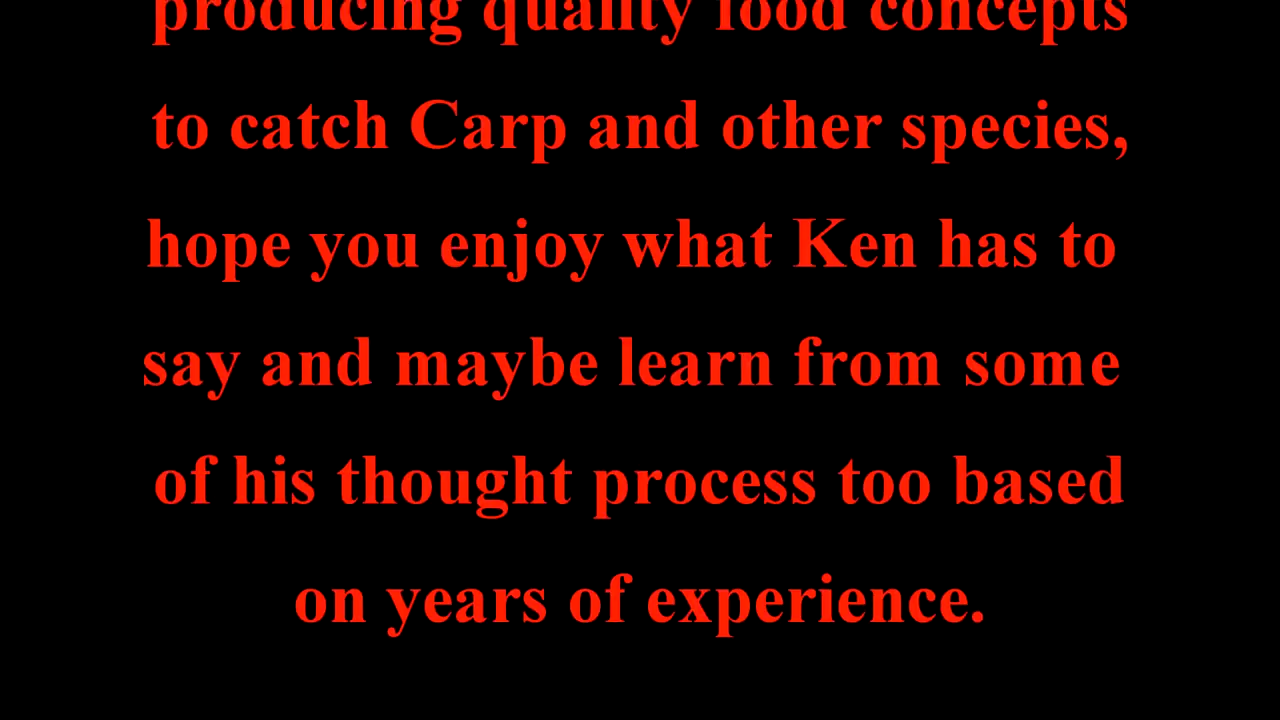 producing quality food concepts
to catch Carp and other species,
hope you enjoy what Ken has to
say and maybe learn from some
of his thought process too based
on years of experience.